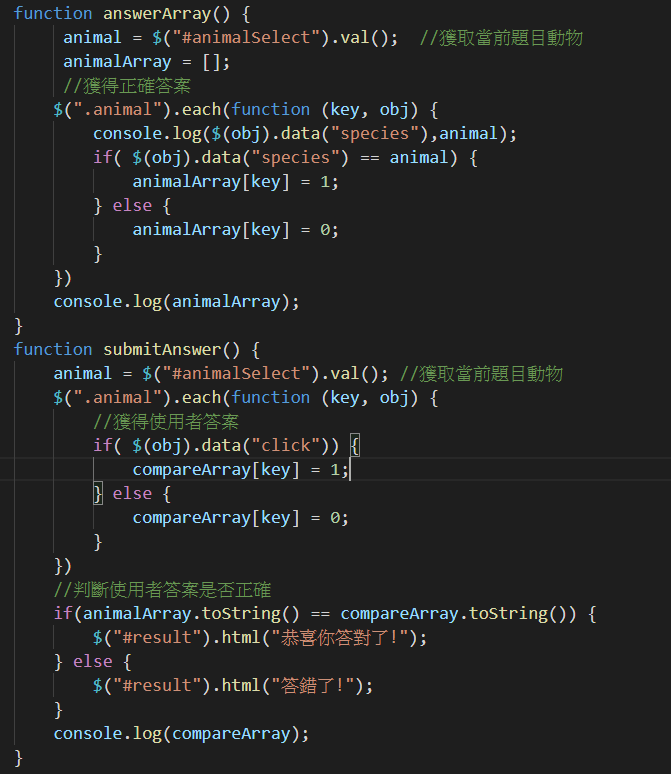 function answerArray() {
animal = $("#animalSelect").val();  //獲取當前題目動物
animalArray = [];
//獲得正確答案
$(".animal").each(function (key, obj) {
console.log($(obj).data("species"),animal);
if( $(obj).data("species") == animal) {
animalArray[key] = 1;
} else {
animalArray[key] = 0;
}
})
console.log(animalArray);
}
function submitAnswer() {
animal = $("#animalSelect").val(); //獲取當前題目動物
$(".animal").each(function (key, obj) {
//獲得使用者答案
if( $(obj).data("click")) {
compareArray[key] = 1;
} else {
compareArray[key] = 0;
}
})
//判斷使用者答案是否正確
if(animalArray.toString() == compareArray.toString()) {
$("#result").html("恭喜你答對了!");
} else {
$("#result").html("答錯了!");
}
console.log(compareArray);
}